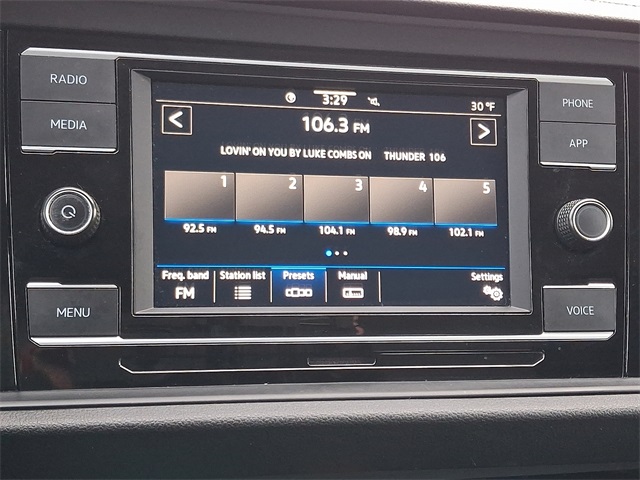 RADIO
MEDIA
MENU
PHONE
APP
VOICE
3:29
30 °F
<
106.3 FM
>
LOVIN' ON YOU BY LUKE COMBS ON THUNDER 106
1 2 3 4 5
92.5 FM 94.5 FM 104.1 FM 98.9 FM 102.1 FM
Freq. band Station list Presets Manual Settings
FM